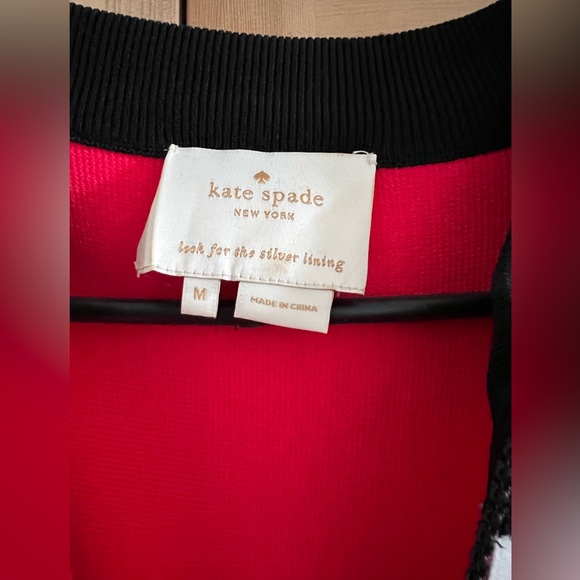 kate spade
NEW YORK
look for the silver lining
M
MADE IN CHINA